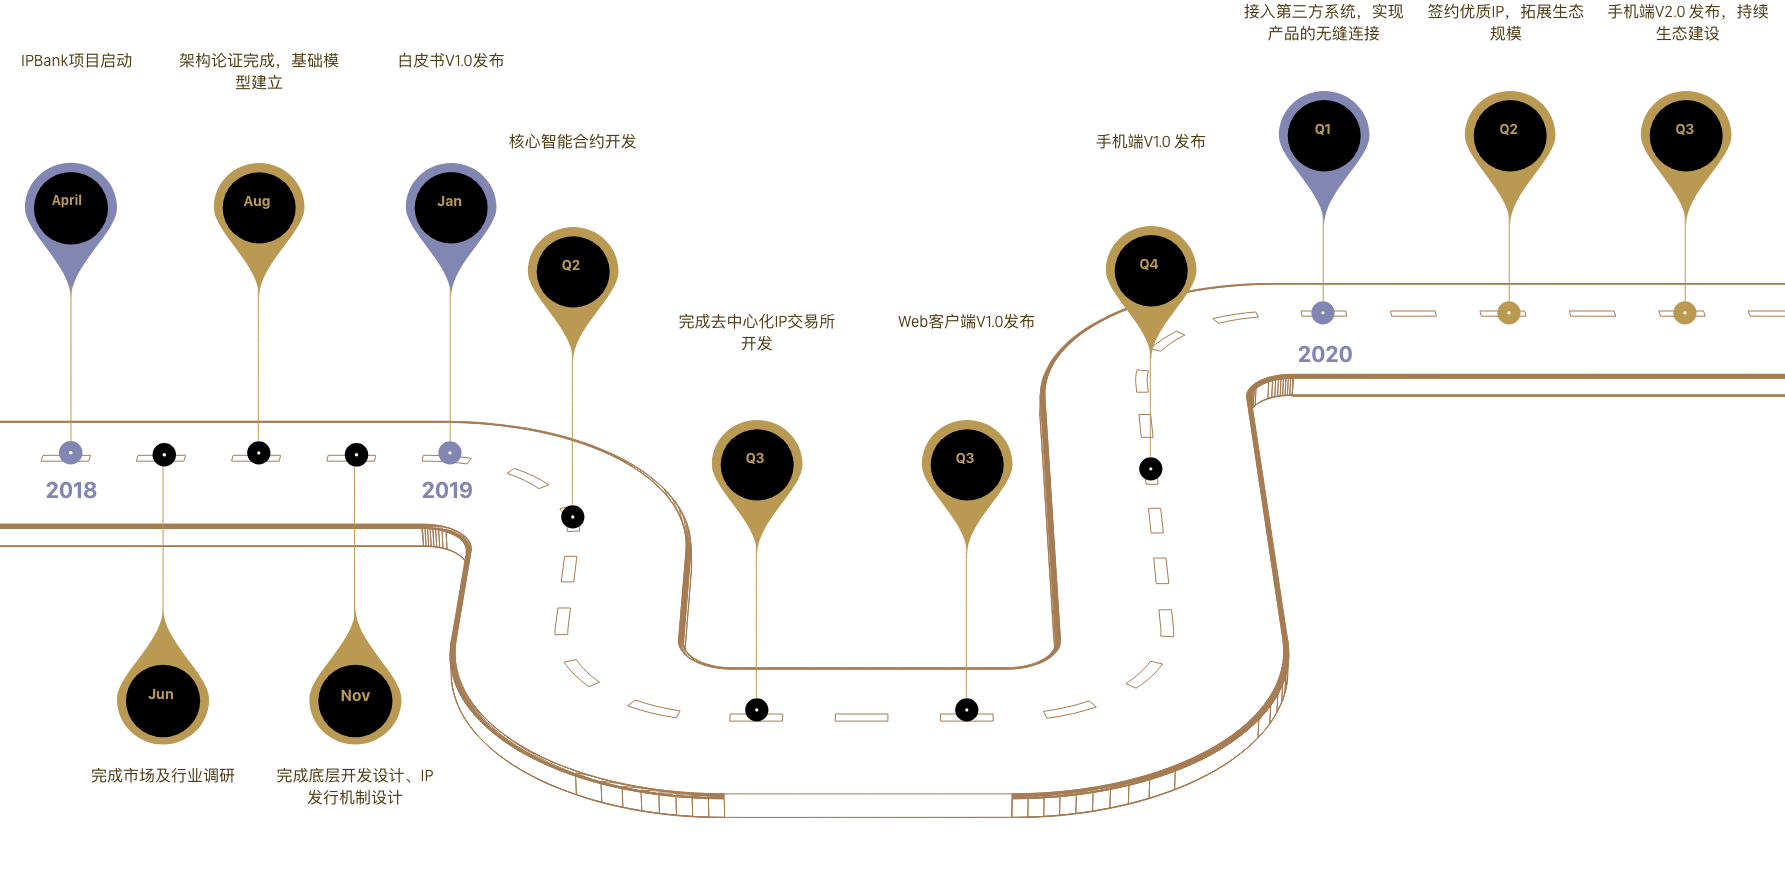 接入第三方系统，实现
产品的无缝连接
签约优质IP，拓展生态
规模
手机端V2.0 发布，持续
生态建设
IPBank项目启动
架构论证完成，基础模
型建立
白皮书V1.0发布
核心智能合约开发
手机端V1.0 发布
Q1
Q2
Q3
April
Aug
Jan
Q2
Q4
完成去中心化IP交易所
开发
Web客户端V1.0发布
2020
Q3
Q3
2018
2019
Jun
Nov
完成市场及行业调研
完成底层开发设计、IP
发行机制设计